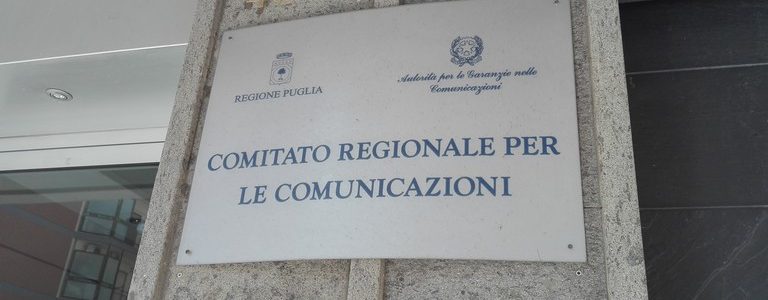 REGIONE PUGLIA
Autorità per le Garanzie nelle
Comunicazioni
COMITATO REGIONALE PER
LE COMUNICAZIONI